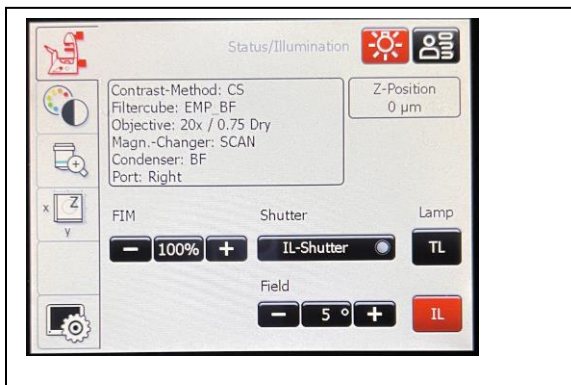 Status/Illumination
Contrast-Method: CS
Filtercube: EMP_BF
Objective: 20x / 0.75 Dry
Magn.-Changer: SCAN
Condenser: BF
Port: Right
Z-Position
0 µm
x Z
y
FIM Shutter Lamp
− 100% + IL-Shutter TL
Field
− 5° + IL